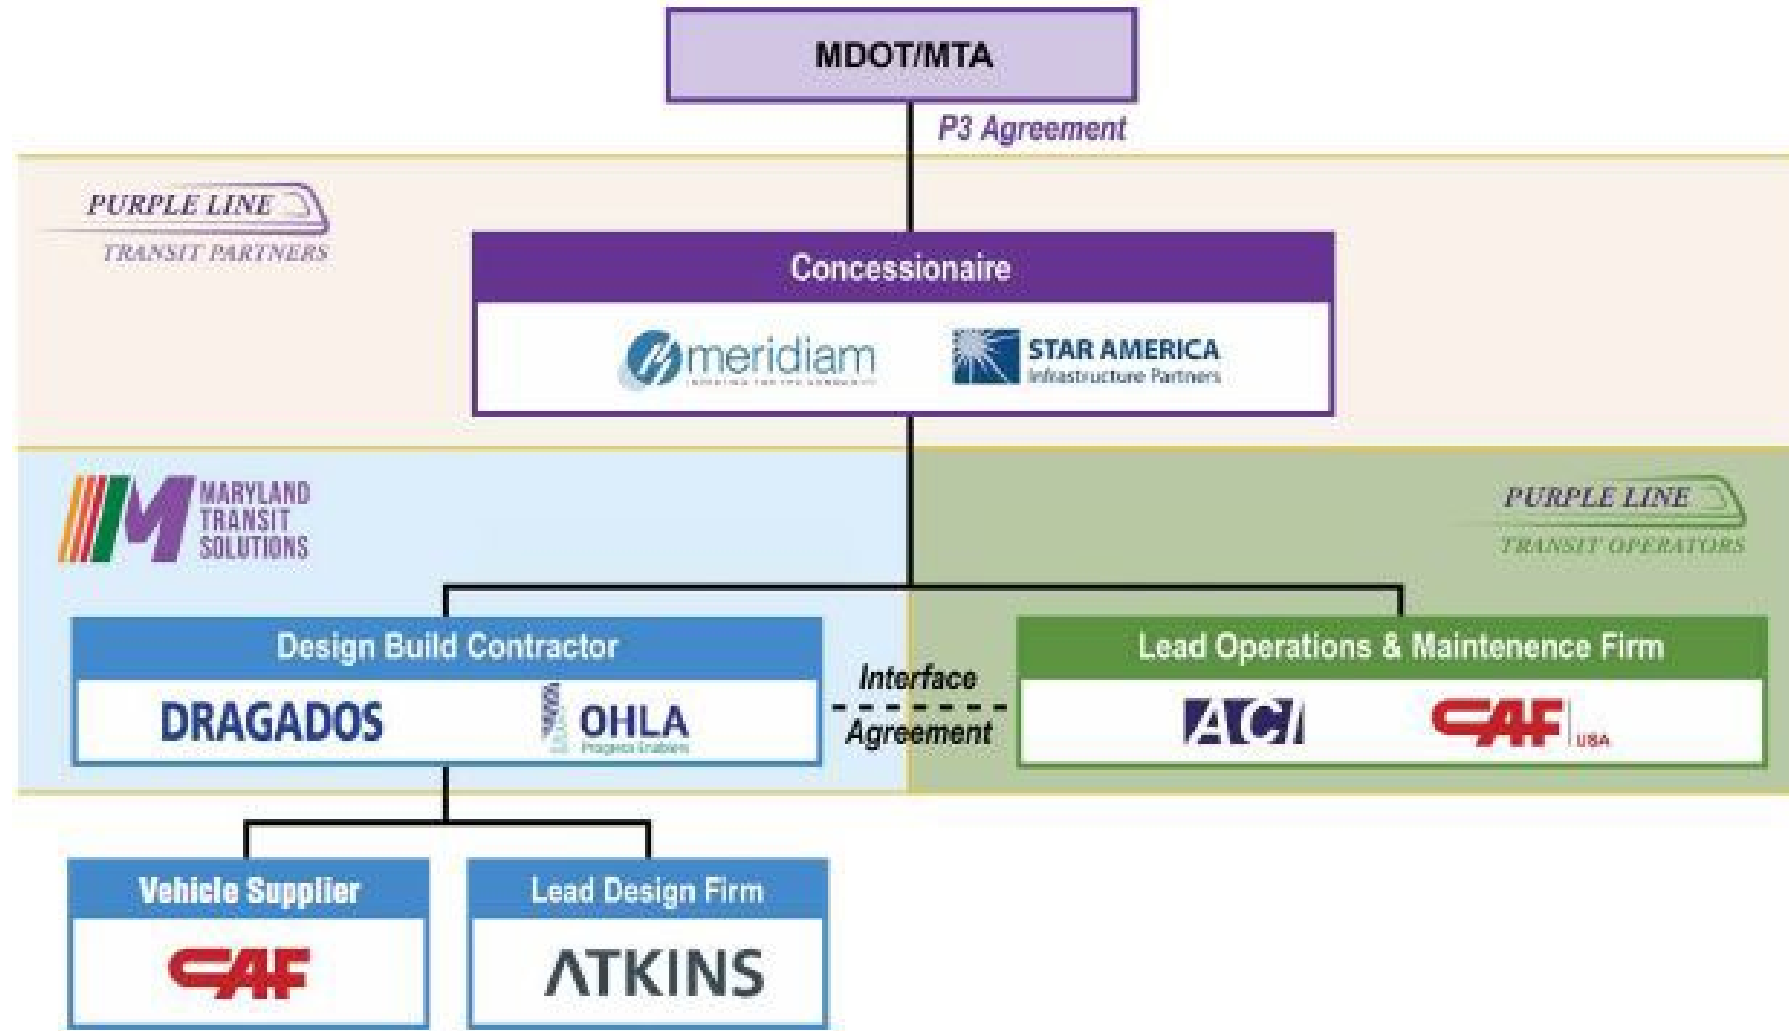 MDOT/MTA
P3 Agreement
PURPLE LINE
TRANSIT PARTNERS
Concessionaire
meridiam
STAR AMERICA
Infrastructure Partners
MARYLAND
TRANSIT
SOLUTIONS
PURPLE LINE
TRANSIT OPERATORS
Design Build Contractor
DRAGADOS
OHLA
Progress Enablers
Interface
Agreement
Lead Operations & Maintenence Firm
ACI
CAF
USA
Vehicle Supplier
CAF
Lead Design Firm
ATKINS